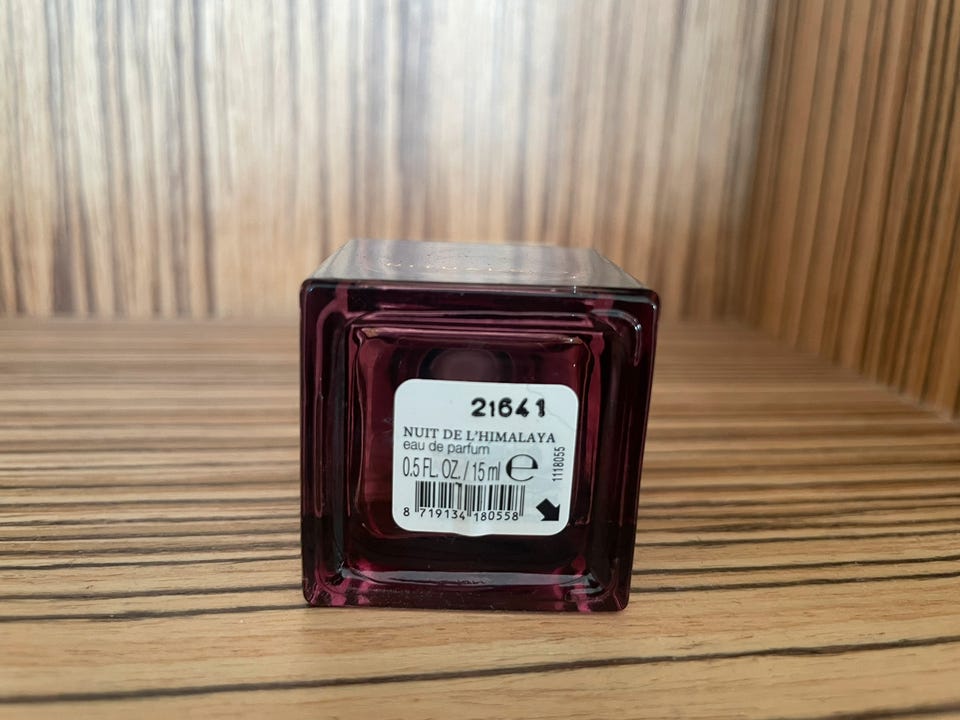 21641
NUIT DE L'HIMALAYA
eau de parfum
0.5 FL. OZ. / 15 ml ℮
1118055
8 719134 180558